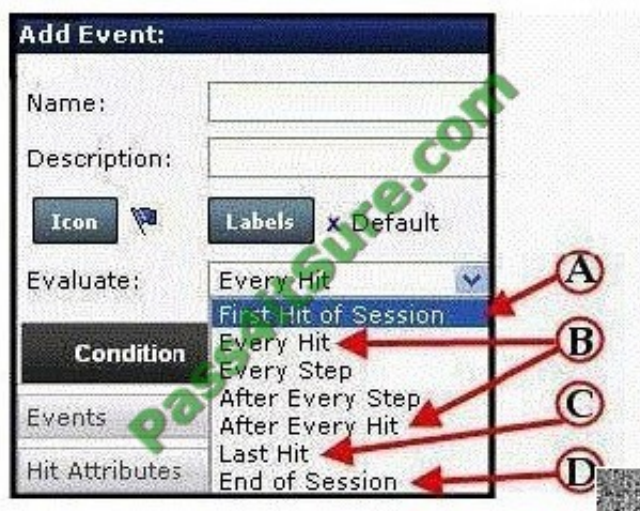 Add Event:
Name:
Description:
Icon Labels x Default
Evaluate: Every Hit
First Hit of Session
Every Hit
Every Step
After Every Step
After Every Hit
Last Hit
End of Session
Condition
Events
Hit Attributes
A
B
C
D
Pass4itSure.com